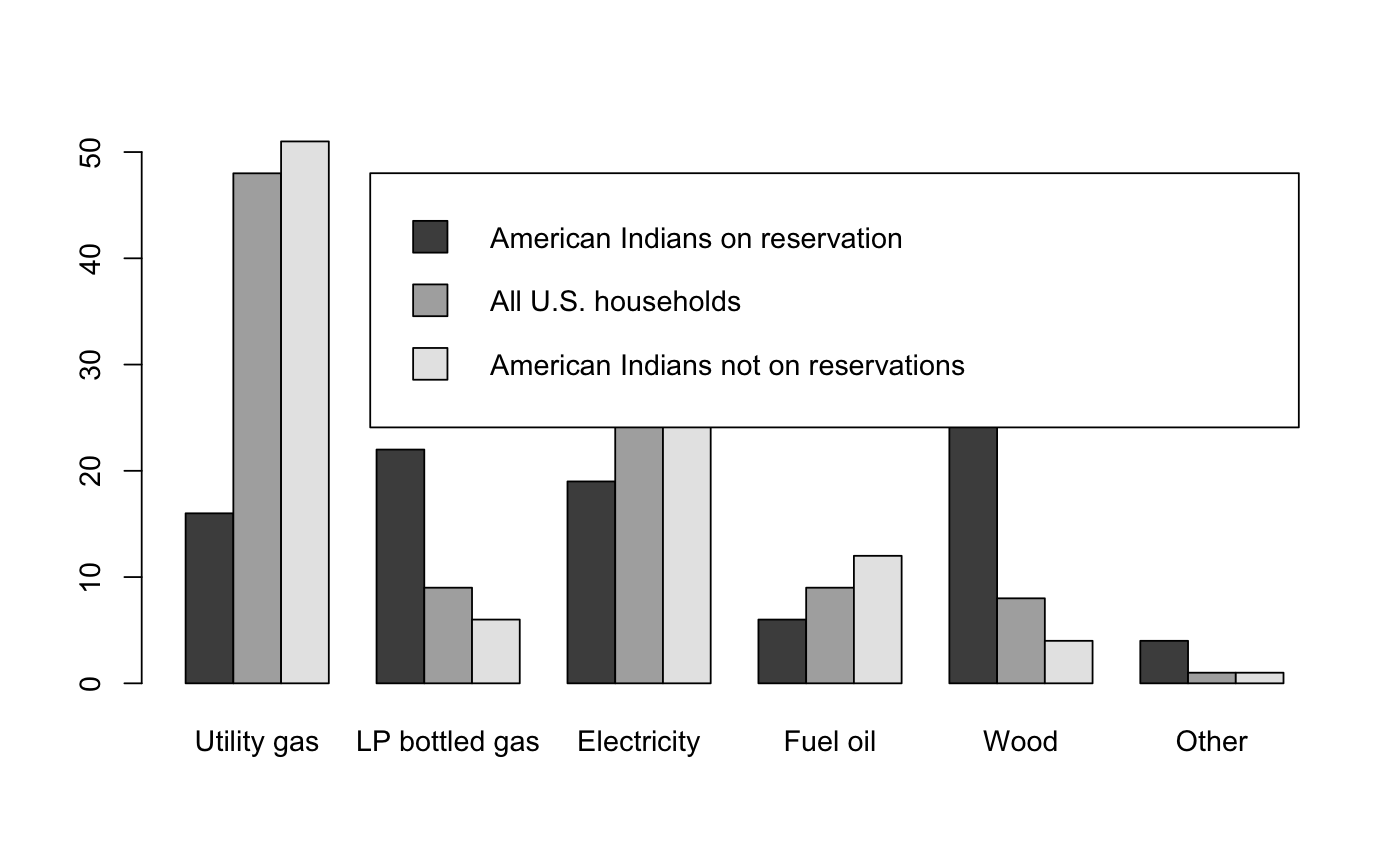 50
40
30
20
10
0
American Indians on reservation
All U.S. households
American Indians not on reservations
Utility gas LP bottled gas Electricity Fuel oil Wood Other